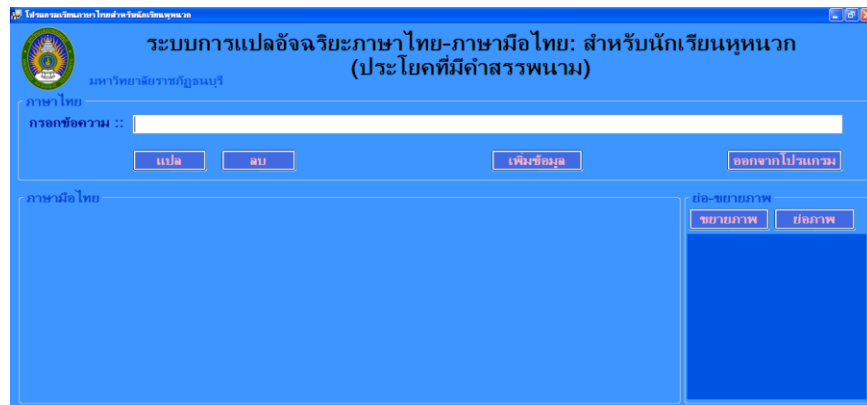 โปรแกรมเรียนภาษาไทยสำหรับนักเรียนหูหนวก
ระบบการแปลอัจฉริยะภาษาไทย-ภาษามือไทย: สำหรับนักเรียนหูหนวก
(ประโยคที่มีคำสรรพนาม)
มหาวิทยาลัยราชภัฏธนบุรี
ภาษาไทย
กรอกข้อความ ::
แปล ลบ เพิ่มข้อมูล ออกจากโปรแกรม
ภาษามือไทย ย่อ-ขยายภาพ
ขยายภาพ ย่อภาพ